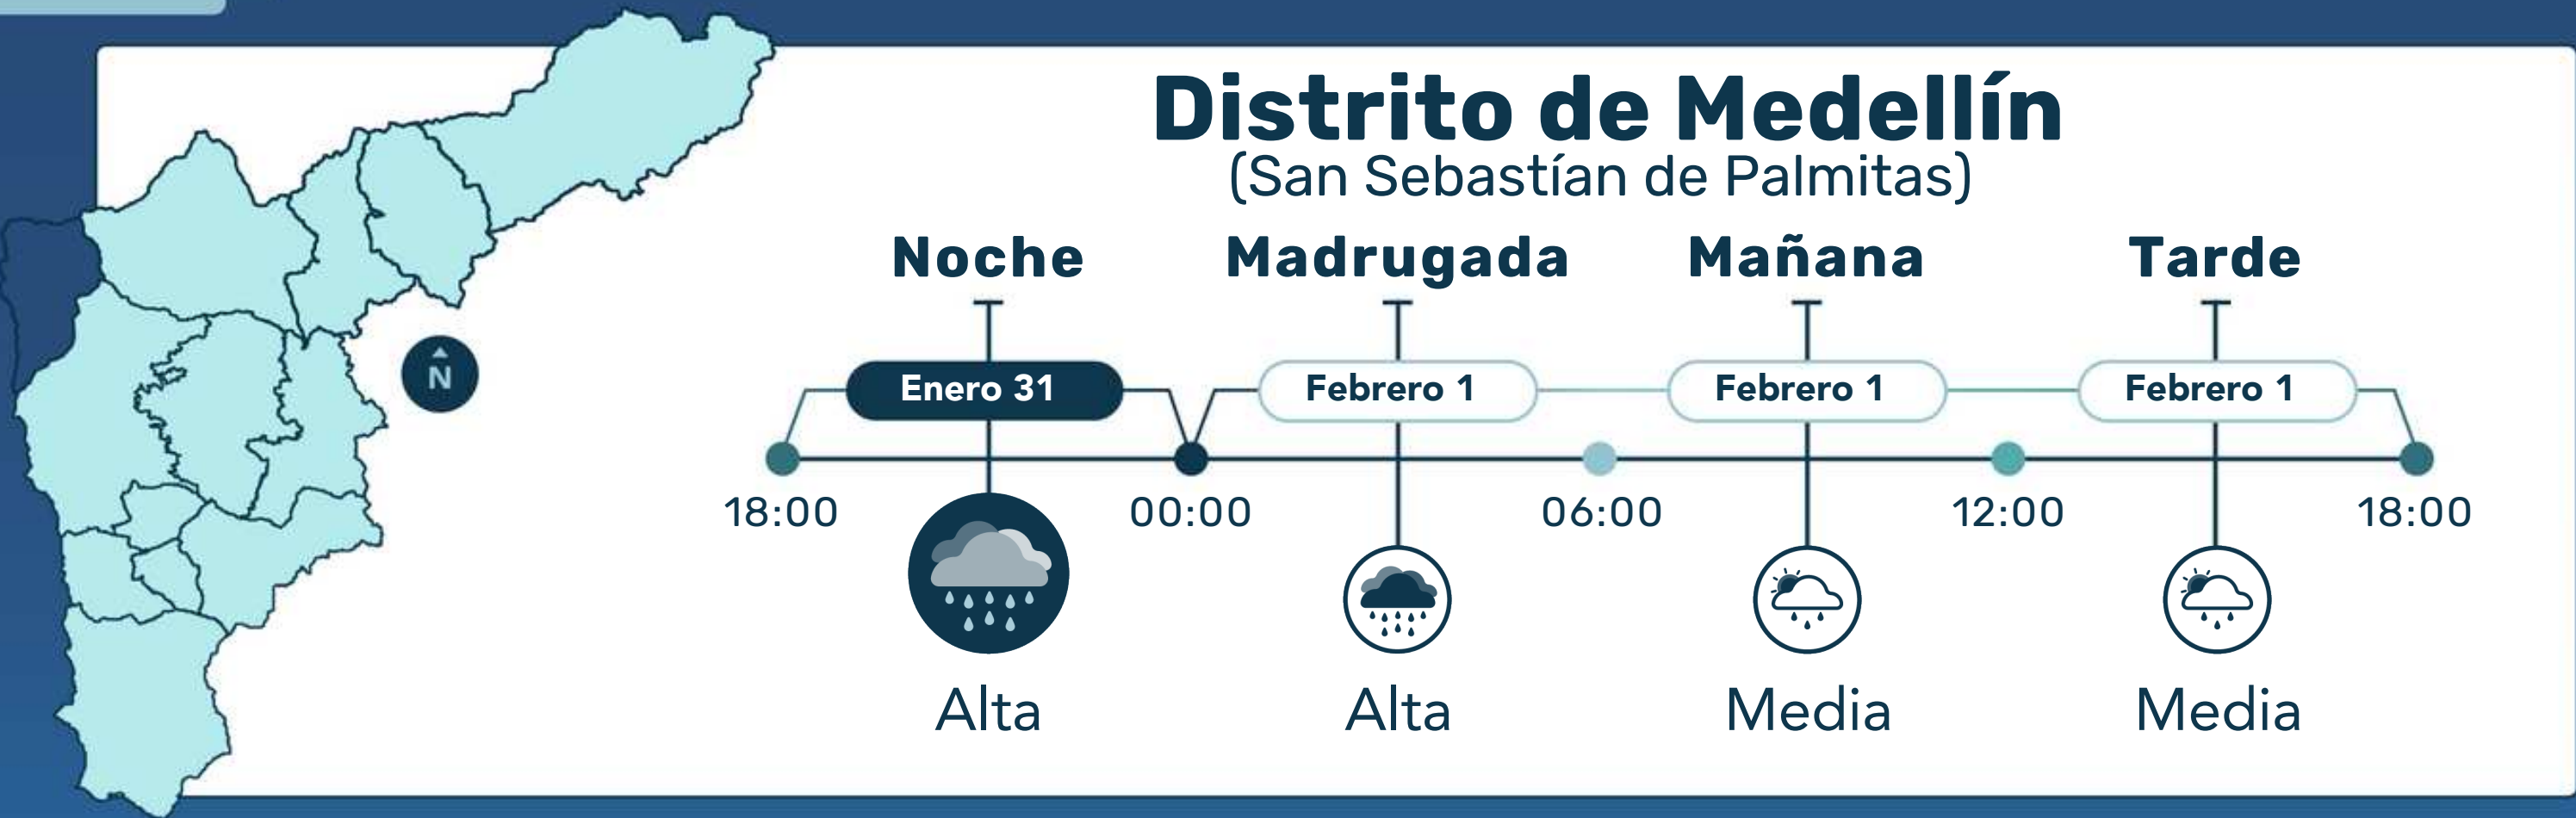 Distrito de Medellín
(San Sebastían de Palmitas)
Noche Madrugada Mañana Tarde
N
Enero 31 Febrero 1 Febrero 1 Febrero 1
18:00 00:00 06:00 12:00 18:00
Alta Alta Media Media